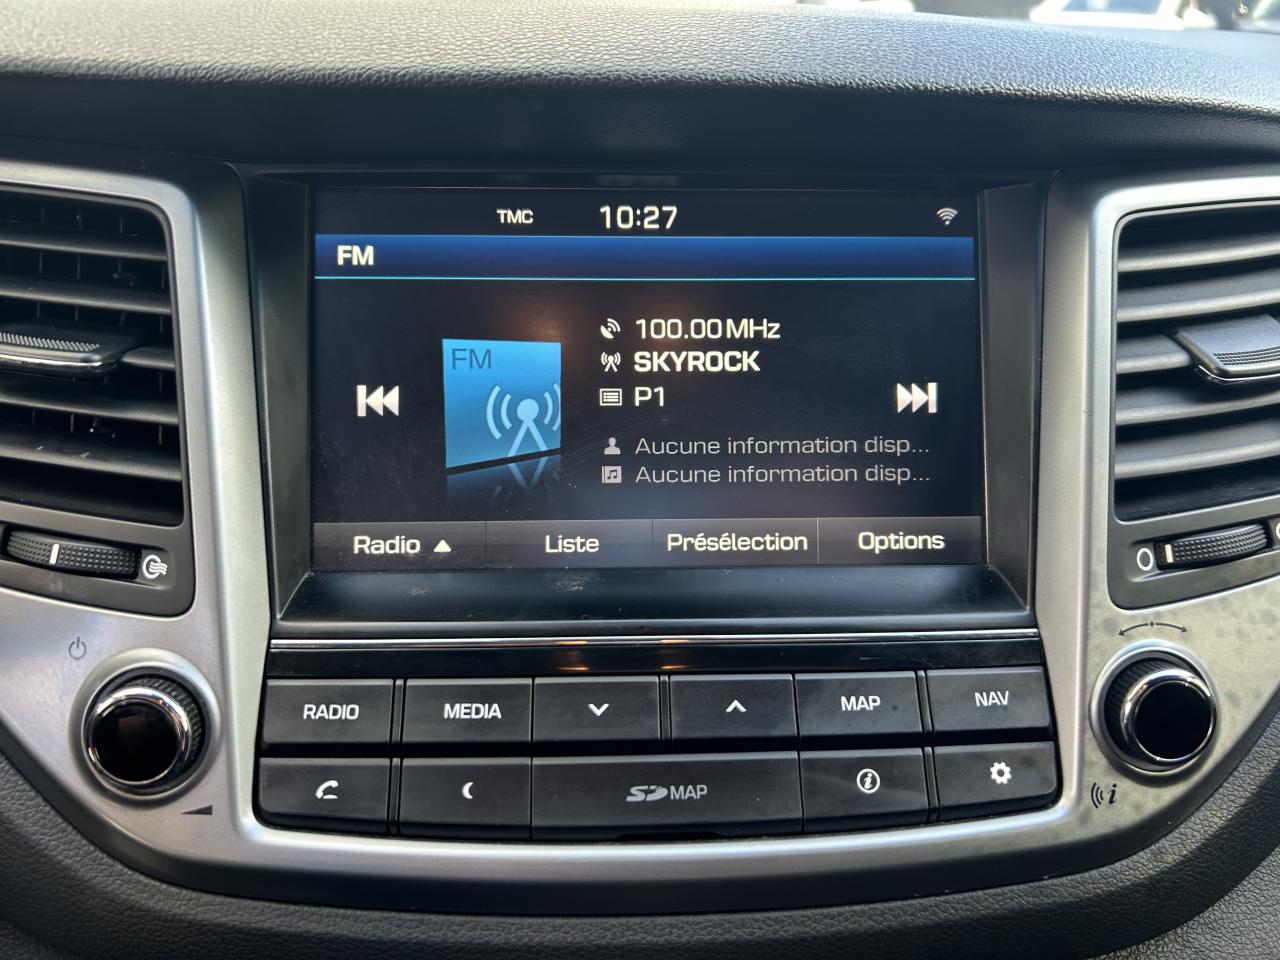 TMC 10:27
FM
FM
100.00MHz
SKYROCK
P1
Aucune information disp...
Aucune information disp...
Radio Liste Présélection Options
RADIO MEDIA MAP NAV
SD MAP i
O
i